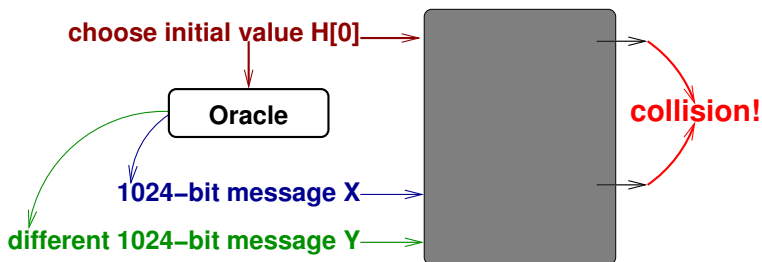 choose initial value H[0]
Oracle
collision!
1024−bit message X
different 1024−bit message Y